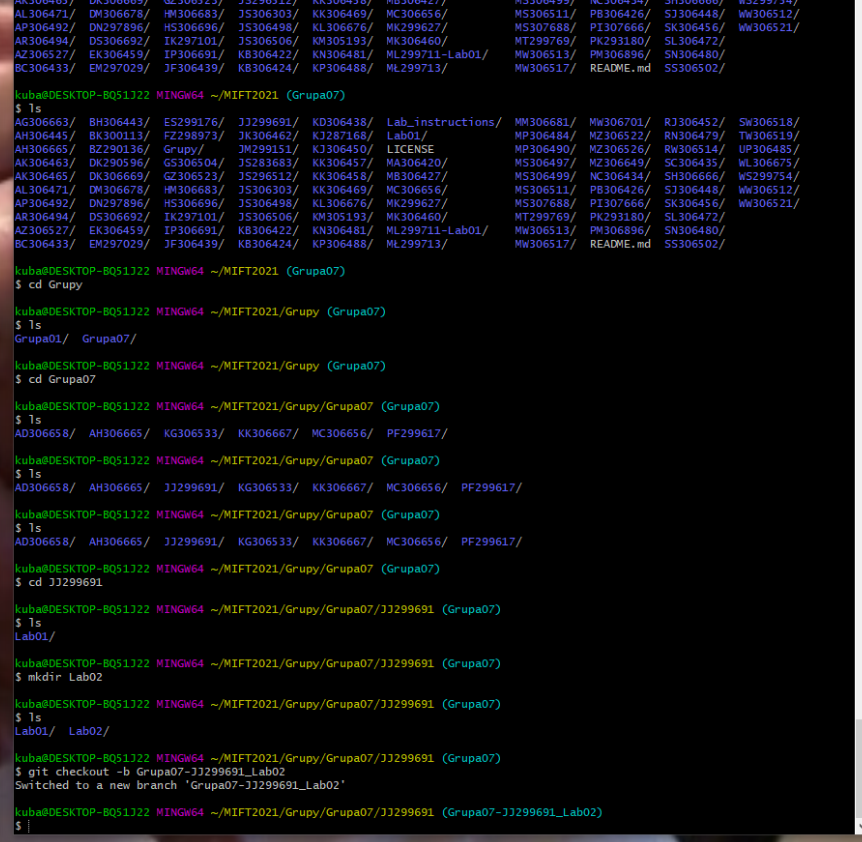 AL306471/ DM306678/ HM306683/ JS306303/ KK306469/ MC306656/ MS306511/ PB306426/ SJ306448/ WW306512/
AP306492/ DN297896/ HS306696/ JS306498/ KL306676/ MK299627/ MS307688/ PI307666/ SK306456/ WW306521/
AR306494/ DS306692/ IK297101/ JS306506/ KM305193/ MK306460/ MT299769/ PK293180/ SL306472/
AZ306527/ EK306459/ IP306691/ KB306422/ KN306481/ ML299711-Lab01/ MW306513/ PM306896/ SN306480/
BC306433/ EM297029/ JF306439/ KB306424/ KP306488/ MŁ299713/ MW306517/ README.md SS306502/
kuba@DESKTOP-BQ51J22 MINGW64 ~/MIFT2021 (Grupa07)
$ ls
AG306663/ BH306443/ ES299176/ JJ299691/ KD306438/ Lab_instructions/ MM306681/ MW306701/ RJ306452/ SW306518/
AH306445/ BK300113/ FZ298973/ JK306462/ KJ287168/ Lab01/ MP306484/ MZ306522/ RN306479/ TW306519/
AH306665/ BZ290136/ Grupy/ JM299151/ KJ306450/ LICENSE MP306490/ MZ306526/ RW306514/ UP306485/
AK306463/ DK290596/ GS306504/ JS283683/ KK306457/ MA306420/ MS306497/ MZ306649/ SC306435/ WL306675/
AK306465/ DK306669/ GZ306523/ JS296512/ KK306458/ MB306427/ MS306499/ NC306434/ SH306666/ WS299754/
AL306471/ DM306678/ HM306683/ JS306303/ KK306469/ MC306656/ MS306511/ PB306426/ SJ306448/ WW306512/
AP306492/ DN297896/ HS306696/ JS306498/ KL306676/ MK299627/ MS307688/ PI307666/ SK306456/ WW306521/
AR306494/ DS306692/ IK297101/ JS306506/ KM305193/ MK306460/ MT299769/ PK293180/ SL306472/
AZ306527/ EK306459/ IP306691/ KB306422/ KN306481/ ML299711-Lab01/ MW306513/ PM306896/ SN306480/
BC306433/ EM297029/ JF306439/ KB306424/ KP306488/ MŁ299713/ MW306517/ README.md SS306502/
kuba@DESKTOP-BQ51J22 MINGW64 ~/MIFT2021 (Grupa07)
$ cd Grupy
kuba@DESKTOP-BQ51J22 MINGW64 ~/MIFT2021/Grupy (Grupa07)
$ ls
Grupa01/ Grupa07/
kuba@DESKTOP-BQ51J22 MINGW64 ~/MIFT2021/Grupy (Grupa07)
$ cd Grupa07
kuba@DESKTOP-BQ51J22 MINGW64 ~/MIFT2021/Grupy/Grupa07 (Grupa07)
$ ls
AD306658/ AH306665/ KG306533/ KK306667/ MC306656/ PF299617/
kuba@DESKTOP-BQ51J22 MINGW64 ~/MIFT2021/Grupy/Grupa07 (Grupa07)
$ ls
AD306658/ AH306665/ JJ299691/ KG306533/ KK306667/ MC306656/ PF299617/
kuba@DESKTOP-BQ51J22 MINGW64 ~/MIFT2021/Grupy/Grupa07 (Grupa07)
$ ls
AD306658/ AH306665/ JJ299691/ KG306533/ KK306667/ MC306656/ PF299617/
kuba@DESKTOP-BQ51J22 MINGW64 ~/MIFT2021/Grupy/Grupa07 (Grupa07)
$ cd JJ299691
kuba@DESKTOP-BQ51J22 MINGW64 ~/MIFT2021/Grupy/Grupa07/JJ299691 (Grupa07)
$ ls
Lab01/
kuba@DESKTOP-BQ51J22 MINGW64 ~/MIFT2021/Grupy/Grupa07/JJ299691 (Grupa07)
$ mkdir Lab02
kuba@DESKTOP-BQ51J22 MINGW64 ~/MIFT2021/Grupy/Grupa07/JJ299691 (Grupa07)
$ ls
Lab01/ Lab02/
kuba@DESKTOP-BQ51J22 MINGW64 ~/MIFT2021/Grupy/Grupa07/JJ299691 (Grupa07)
$ git checkout -b Grupa07-JJ299691_Lab02
Switched to a new branch 'Grupa07-JJ299691_Lab02'
kuba@DESKTOP-BQ51J22 MINGW64 ~/MIFT2021/Grupy/Grupa07/JJ299691 (Grupa07-JJ299691_Lab02)
$